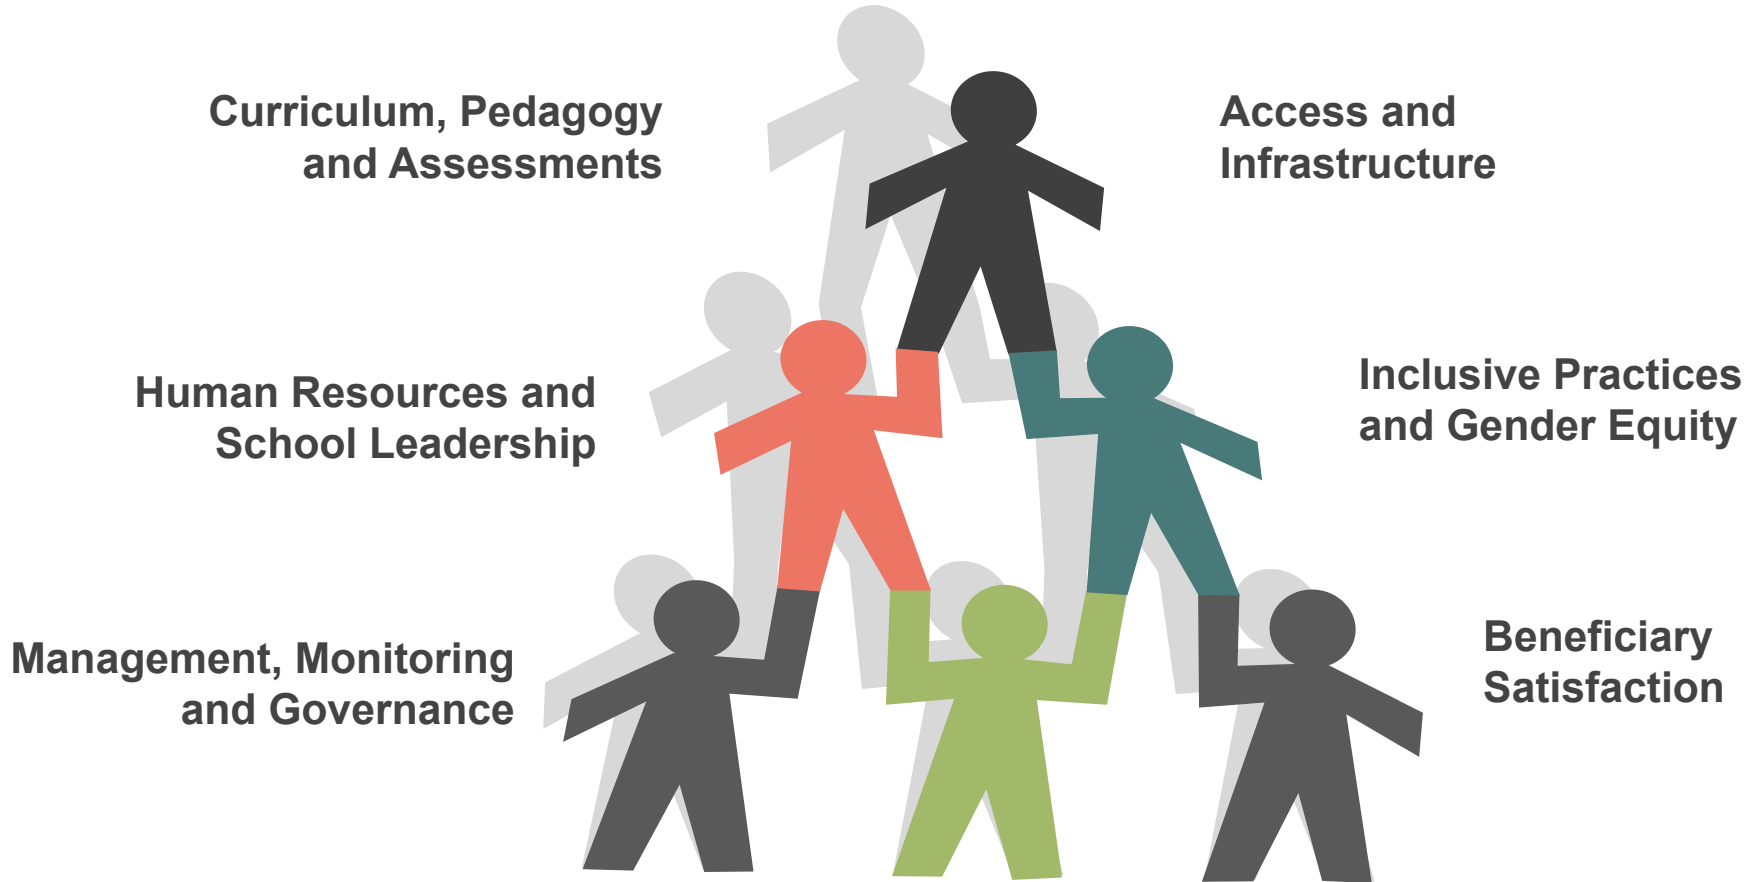 Curriculum, Pedagogy
and Assessments
Access and
Infrastructure
Human Resources and
School Leadership
Inclusive Practices
and Gender Equity
Management, Monitoring
and Governance
Beneficiary
Satisfaction